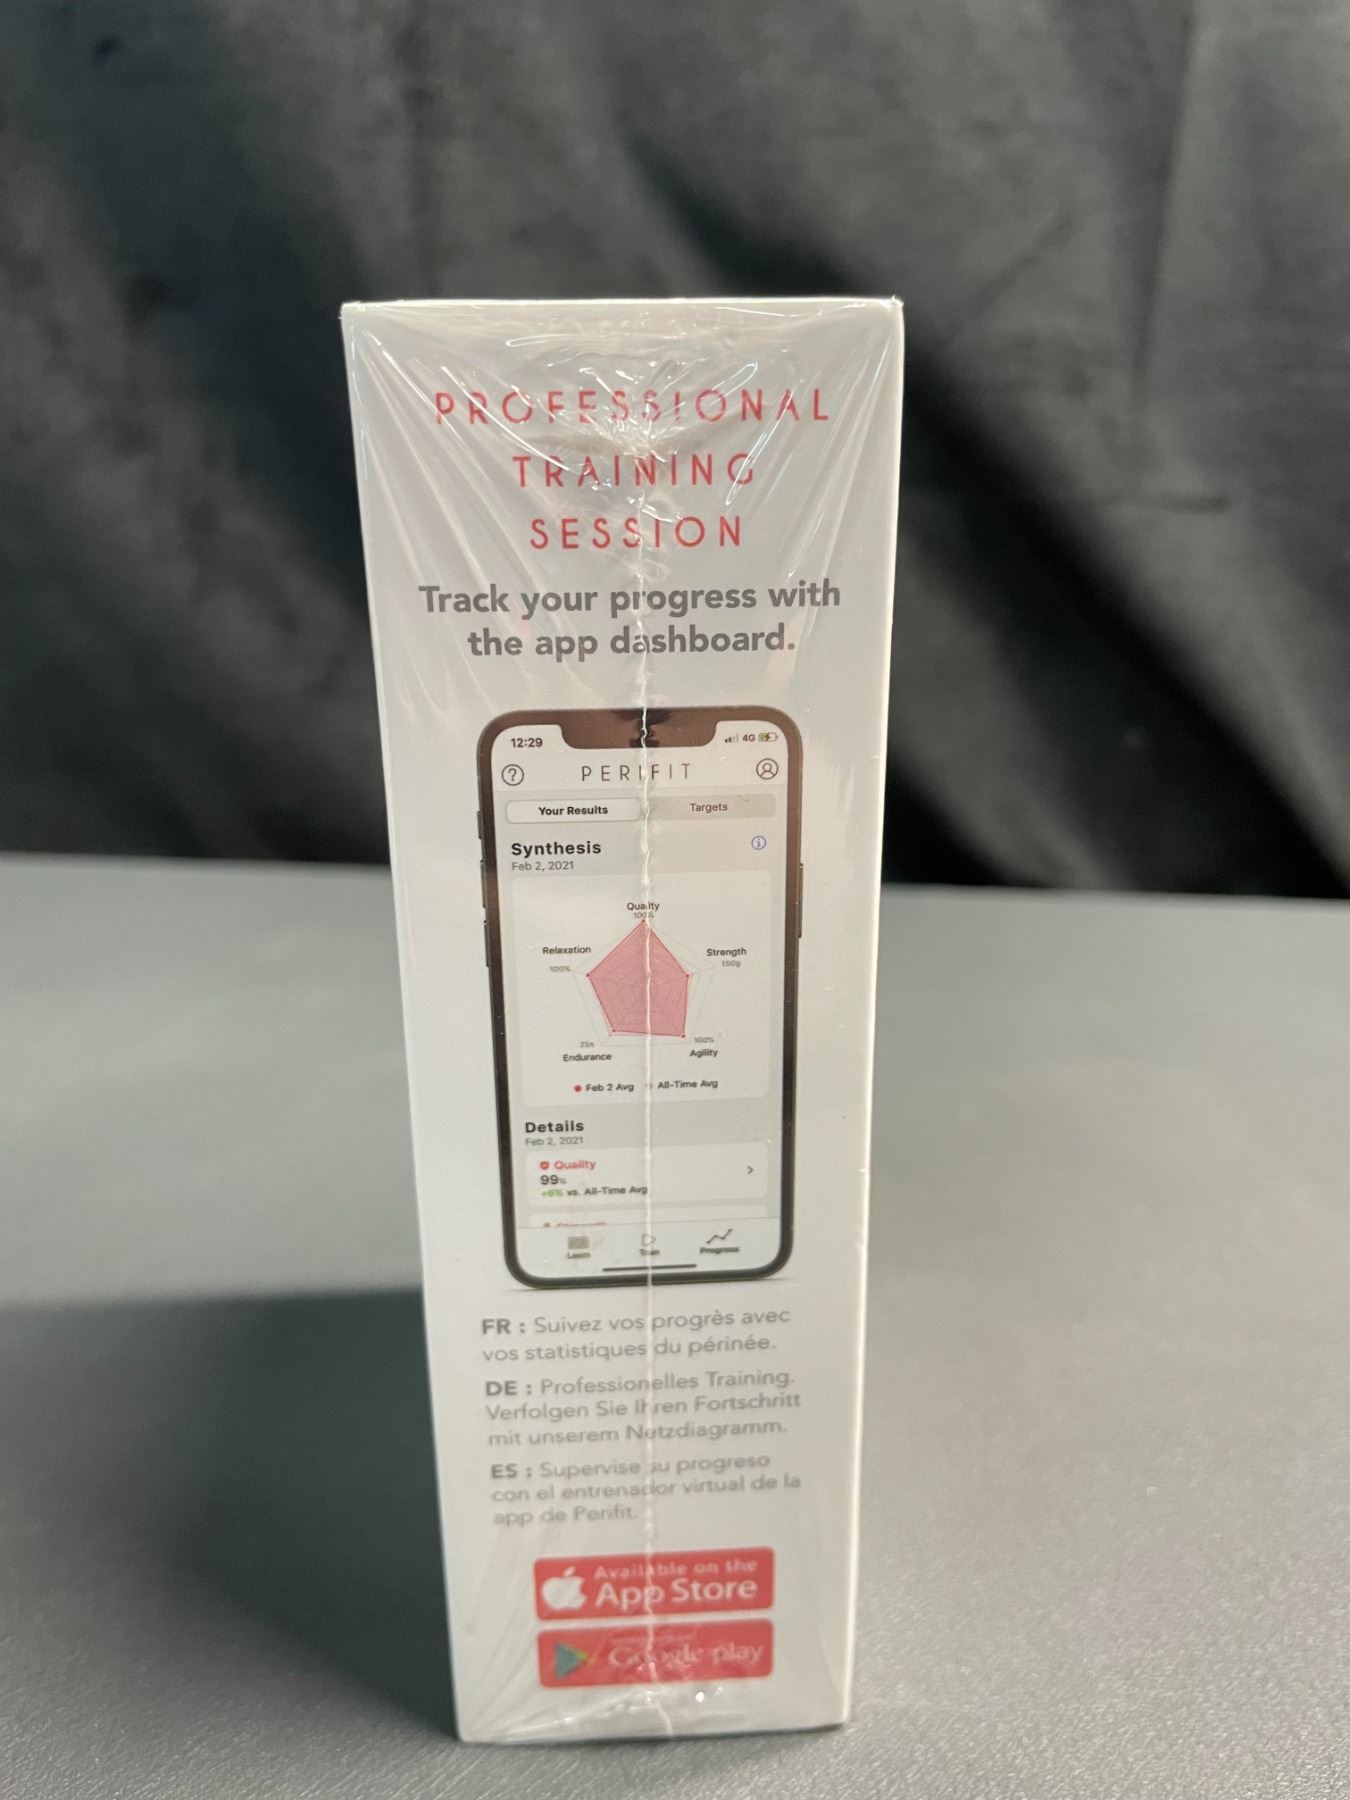 PROFESSIONAL
TRAINING
SESSION
Track your progress with
the app dashboard.
12:29
4G
?
PERIFIT
Your Results
Targets
Synthesis
i
Feb 2, 2021
Quality
100%
Relaxation
100%
Strength
150g
25s
Endurance
100%
Agility
Feb 2 Avg
All-Time Avg
Details
Feb 2, 2021
Quality
99%
+6% vs. All-Time Avg
Learn
Train
Progress
FR : Suivez vos progrès avec
vos statistiques du périnée.
DE : Professionelles Training.
Verfolgen Sie Ihren Fortschritt
mit unserem Netzdiagramm.
ES : Supervise su progreso
con el entrenador virtual de la
app de Perifit.
Available on the
App Store
Google play